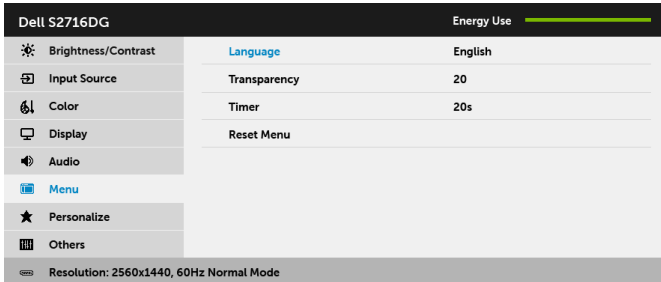 Dell S2716DG Energy Use
Brightness/Contrast Language English
Input Source Transparency 20
Color Timer 20s
Display Reset Menu
Audio
Menu
Personalize
Others
Resolution: 2560x1440, 60Hz Normal Mode